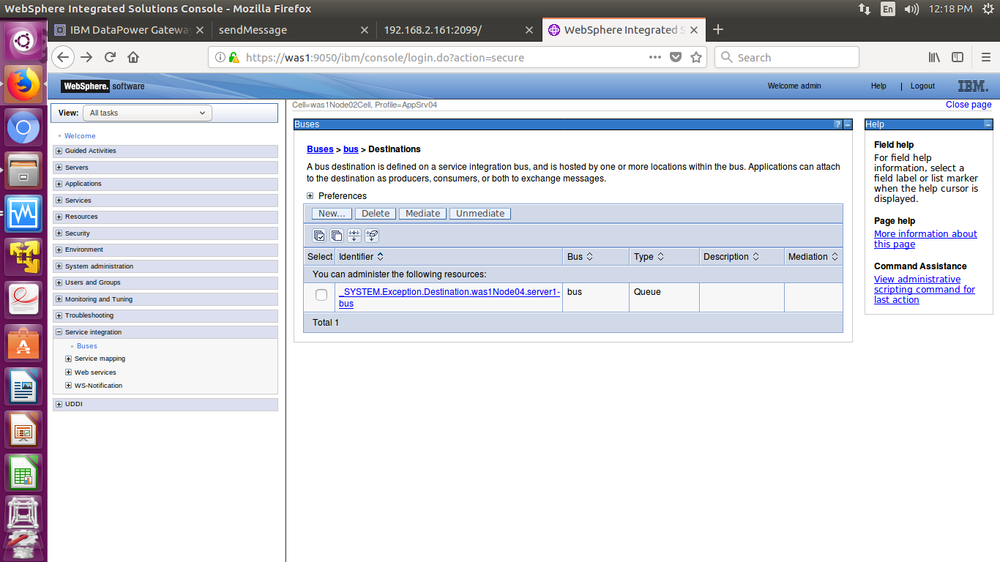 WebSphere Integrated Solutions Console - Mozilla Firefox
En
12:18 PM
IBM DataPower Gateway
sendMessage
192.168.2.161:2099/
WebSphere Integrated S
https://was1:9050/ibm/console/login.do?action=secure
Search
WebSphere. software
Welcome admin
Help
Logout
IBM.
View:
All tasks
Cell=was1Node02Cell, Profile=AppSrv04
Close page
Welcome
Guided Activities
Servers
Applications
Services
Resources
Security
Environment
System administration
Users and Groups
Monitoring and Tuning
Troubleshooting
Service integration
Buses
Service mapping
Web services
WS-Notification
UDDI
Buses
?
Buses > bus > Destinations
A bus destination is defined on a service integration bus, and is hosted by one or more locations within the bus. Applications can attach
to the destination as producers, consumers, or both to exchange messages.
Preferences
New...
Delete
Mediate
Unmediate
Select
Identifier
Bus
Type
Description
Mediation
You can administer the following resources:
_SYSTEM.Exception.Destination.was1Node04.server1-
bus
bus
Queue
Total 1
Help
Field help
For field help
information, select a
field label or list marker
when the help cursor is
displayed.
Page help
More information about
this page
Command Assistance
View administrative
scripting command for
last action